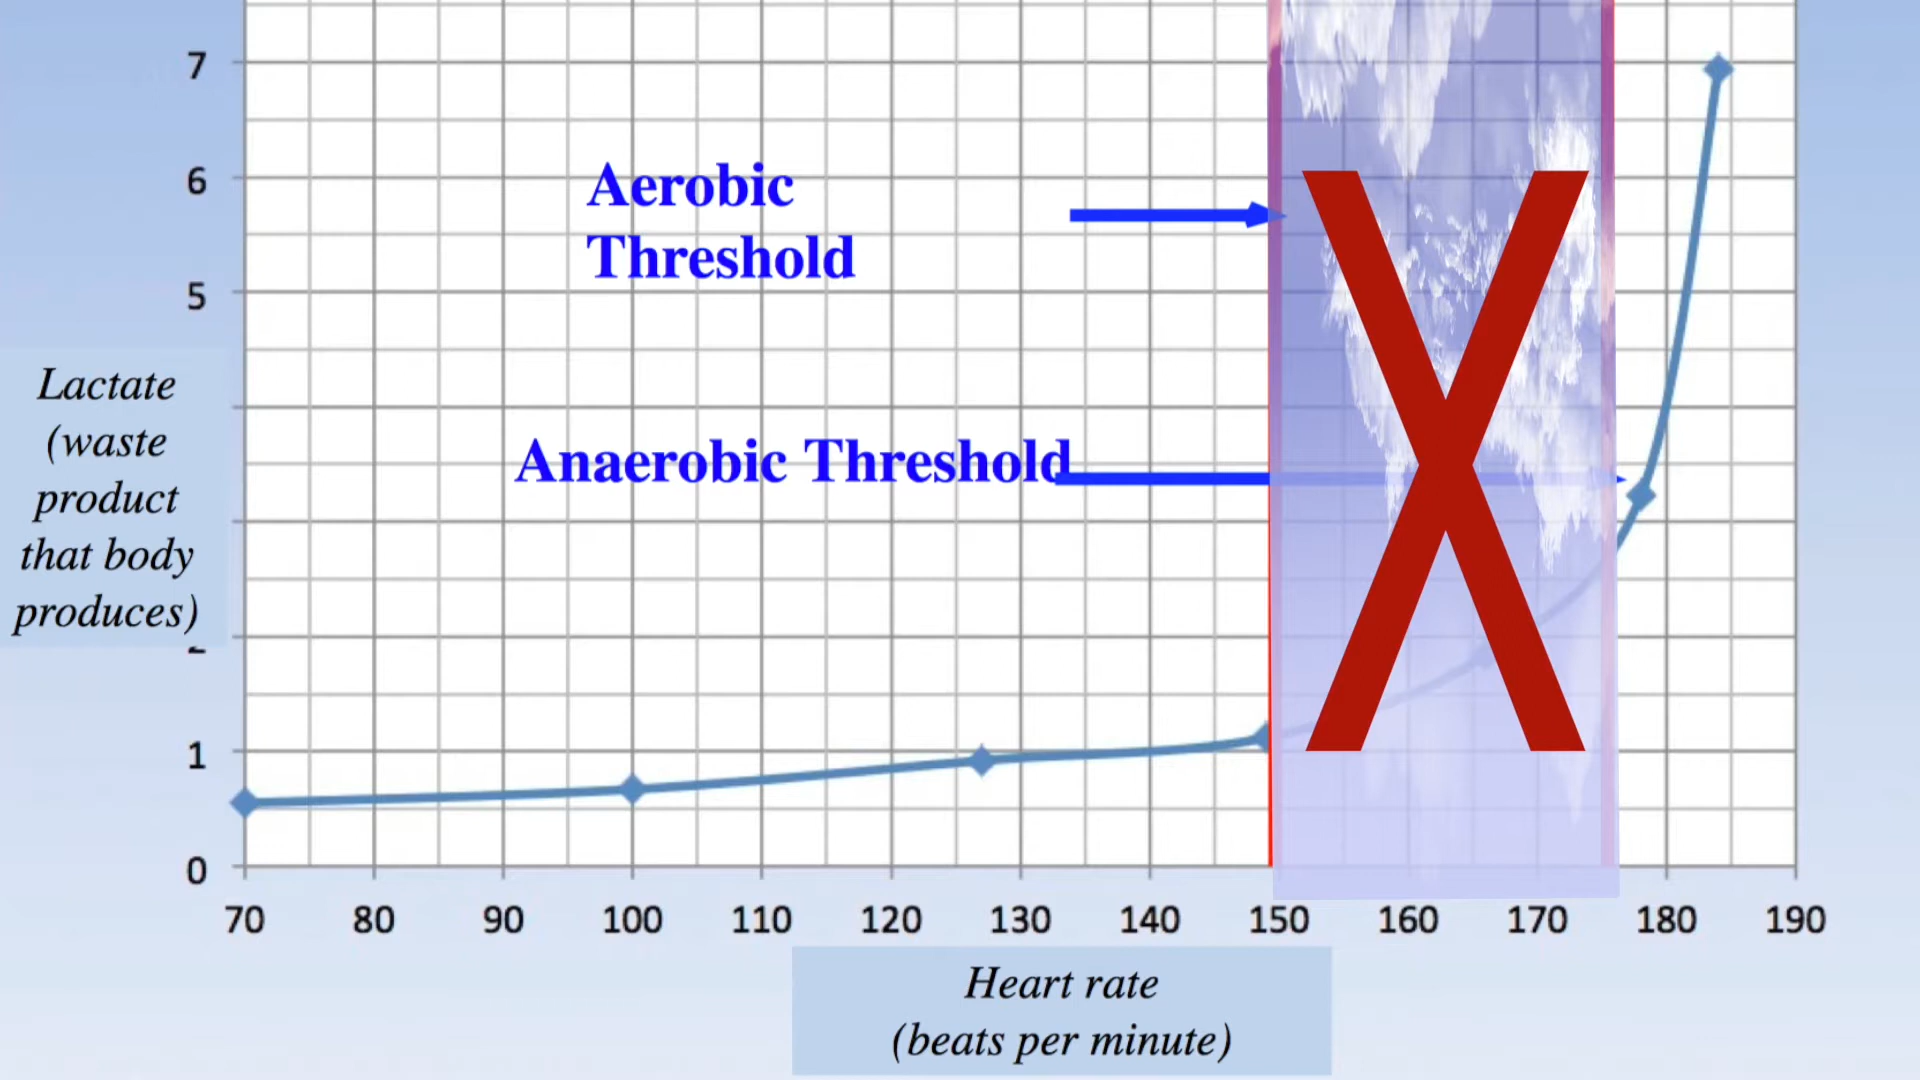 7
6
5
2
1
0
Aerobic
Threshold
Anaerobic Threshold
X
Lactate
(waste
product
that body
produces)
70 80 90 100 110 120 130 140 150 160 170 180 190
Heart rate
(beats per minute)